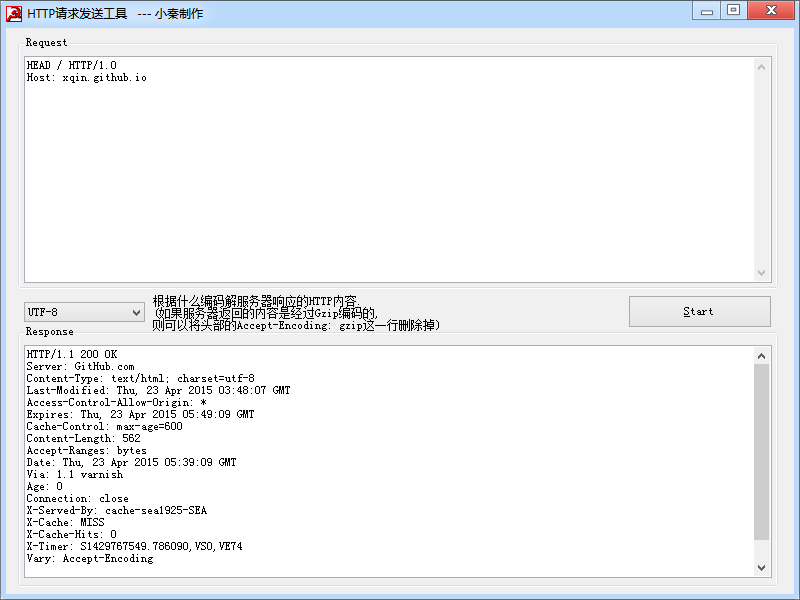 HTTP请求发送工具 --- 小秦制作
Request
HEAD / HTTP/1.0
Host: xqin.github.io
UTF-8
根据什么编码解服务器响应的HTTP内容.
(如果服务器返回的内容是经过Gzip编码的,
则可以将头部的Accept-Encoding: gzip这一行删除掉)
Start
Response
HTTP/1.1 200 OK
Server: GitHub.com
Content-Type: text/html; charset=utf-8
Last-Modified: Thu, 23 Apr 2015 03:48:07 GMT
Access-Control-Allow-Origin: *
Expires: Thu, 23 Apr 2015 05:49:09 GMT
Cache-Control: max-age=600
Content-Length: 562
Accept-Ranges: bytes
Date: Thu, 23 Apr 2015 05:39:09 GMT
Via: 1.1 varnish
Age: 0
Connection: close
X-Served-By: cache-sea1925-SEA
X-Cache: MISS
X-Cache-Hits: 0
X-Timer: S1429767549.786090,VS0,VE74
Vary: Accept-Encoding